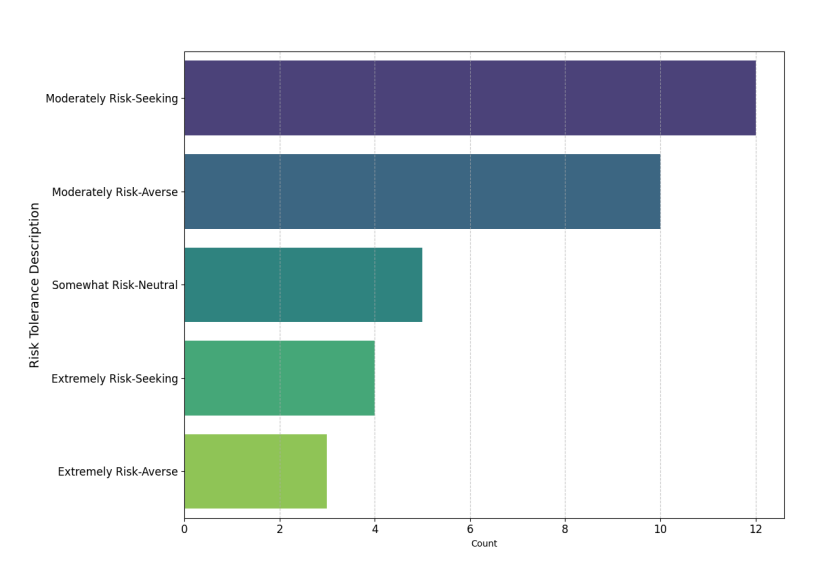 Risk Tolerance Description
Moderately Risk-Seeking
Moderately Risk-Averse
Somewhat Risk-Neutral
Extremely Risk-Seeking
Extremely Risk-Averse
0 2 4 6 8 10 12
Count